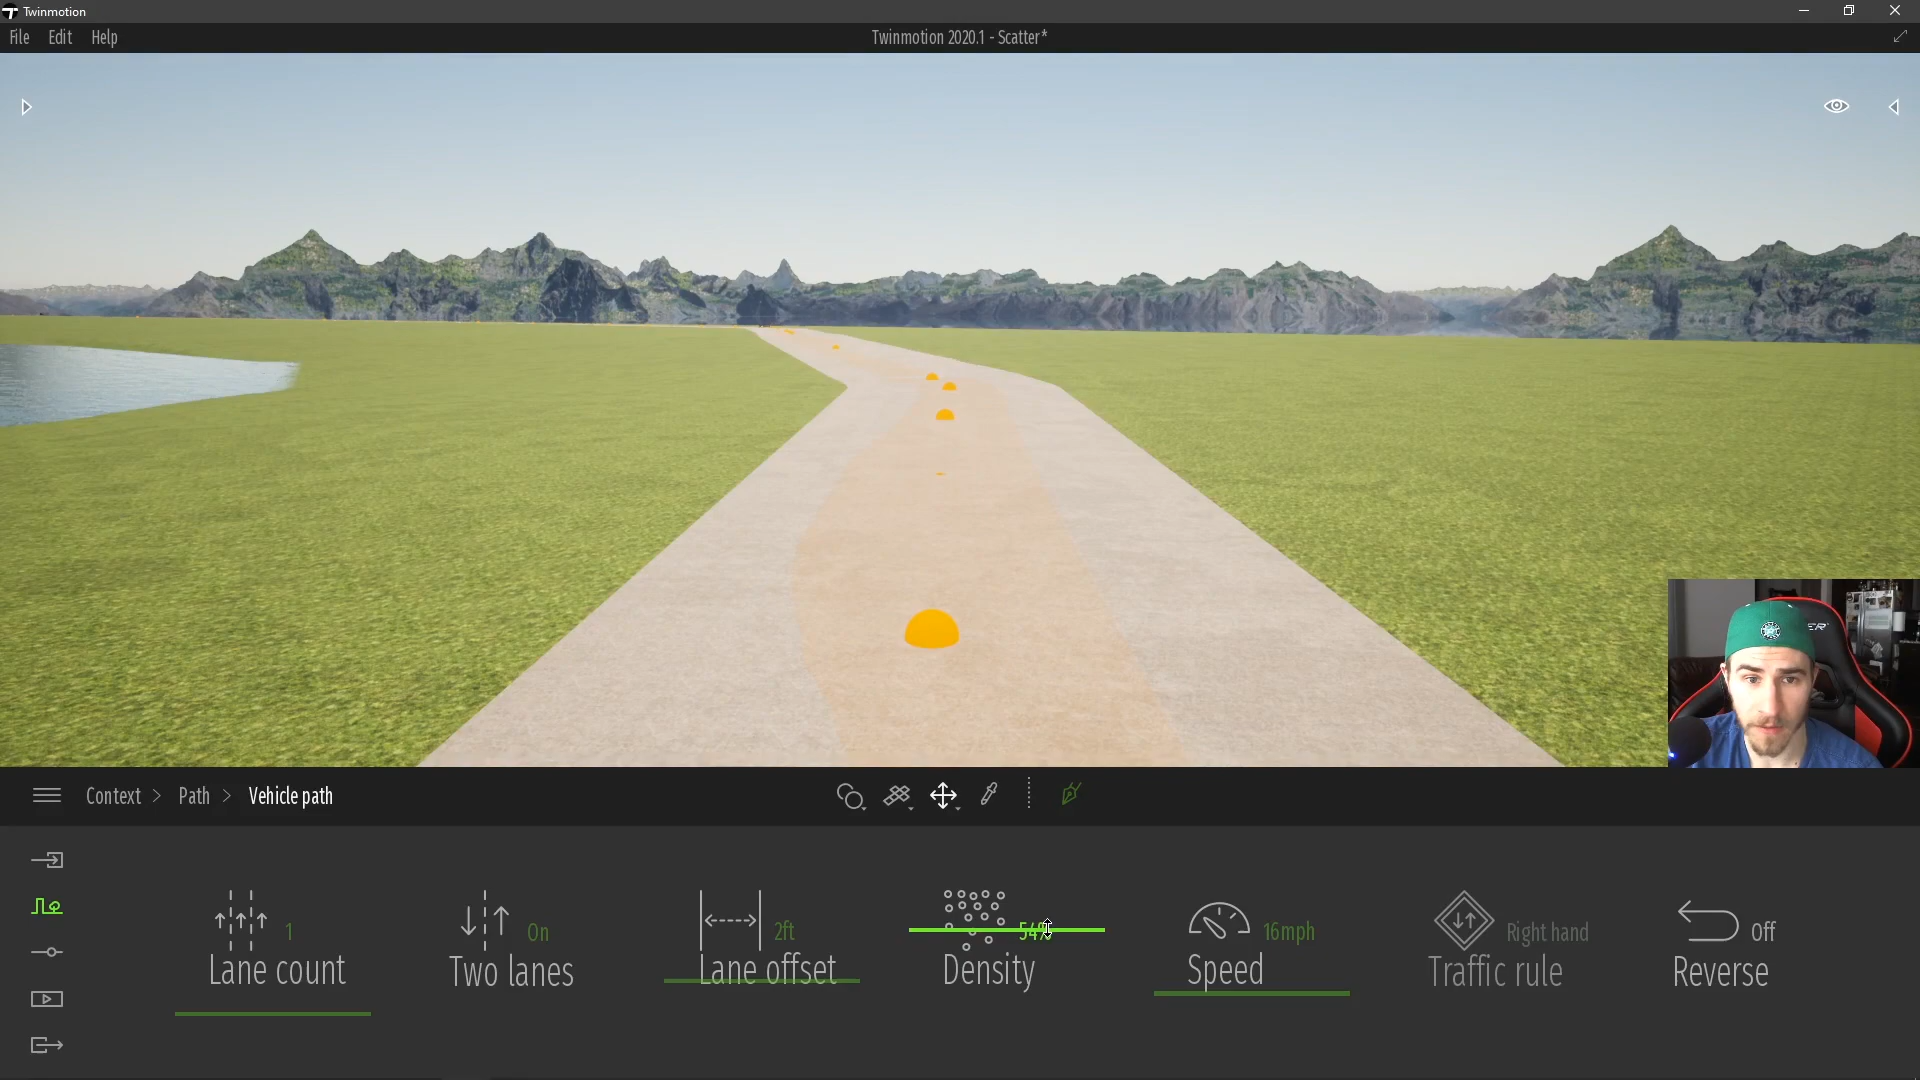 Twinmotion
File Edit Help
Twinmotion 2020.1 - Scatter*
Context > Path > Vehicle path
1
On
2ft
54%
16mph
Right hand
Off
Lane count
Two lanes
Lane offset
Density
Speed
Traffic rule
Reverse